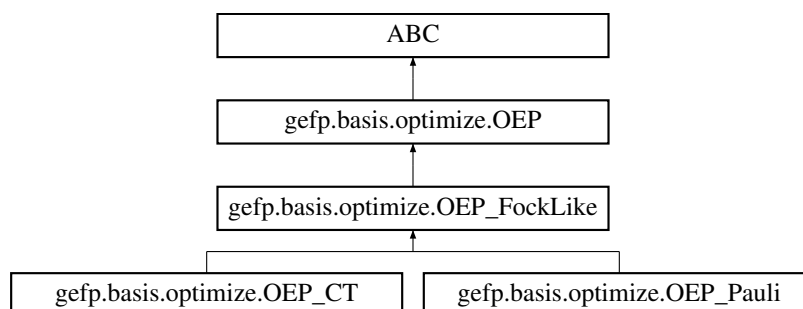 ABC
gefp.basis.optimize.OEP
gefp.basis.optimize.OEP_FockLike
gefp.basis.optimize.OEP_CT
gefp.basis.optimize.OEP_Pauli